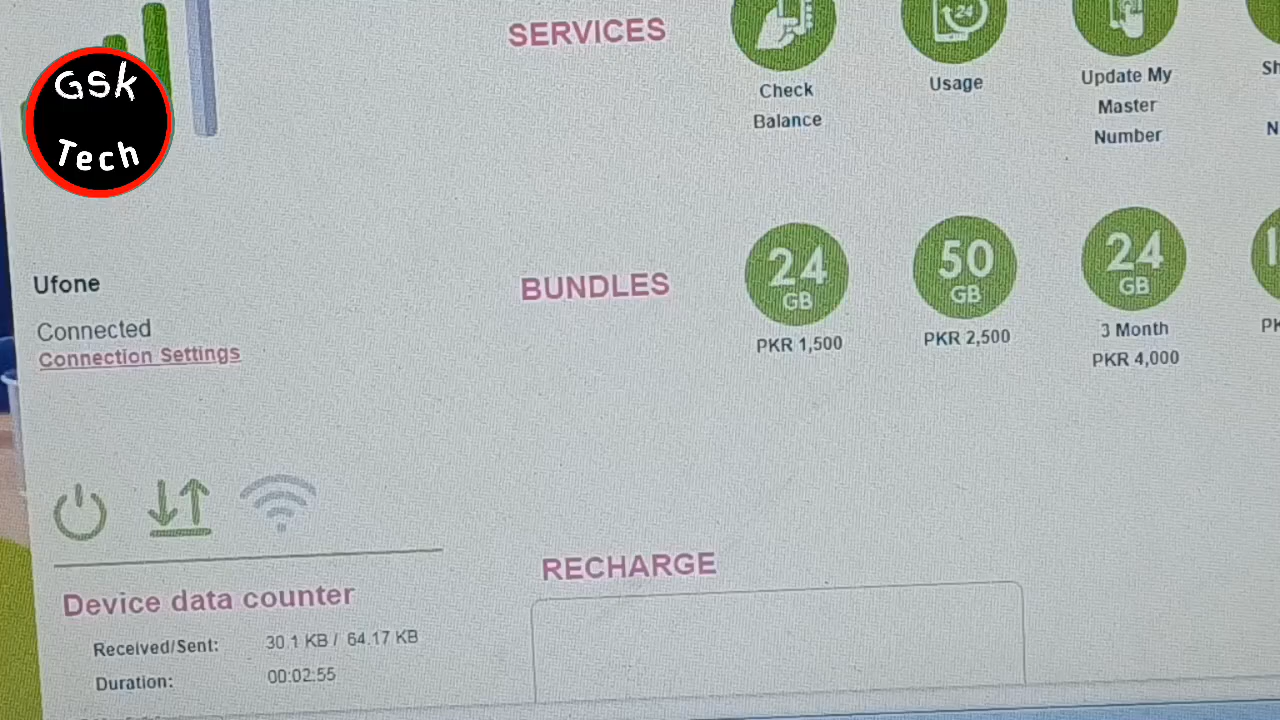 GSK
Tech
SERVICES
Check
Balance
24
Usage
Update My
Master
Number
Ufone
Connected
Connection Settings
BUNDLES
24
GB
PKR 1,500
50
GB
PKR 2,500
24
GB
3 Month
PKR 4,000
RECHARGE
Device data counter
Received/Sent: 30.1 KB / 64.17 KB
Duration: 00:02:55